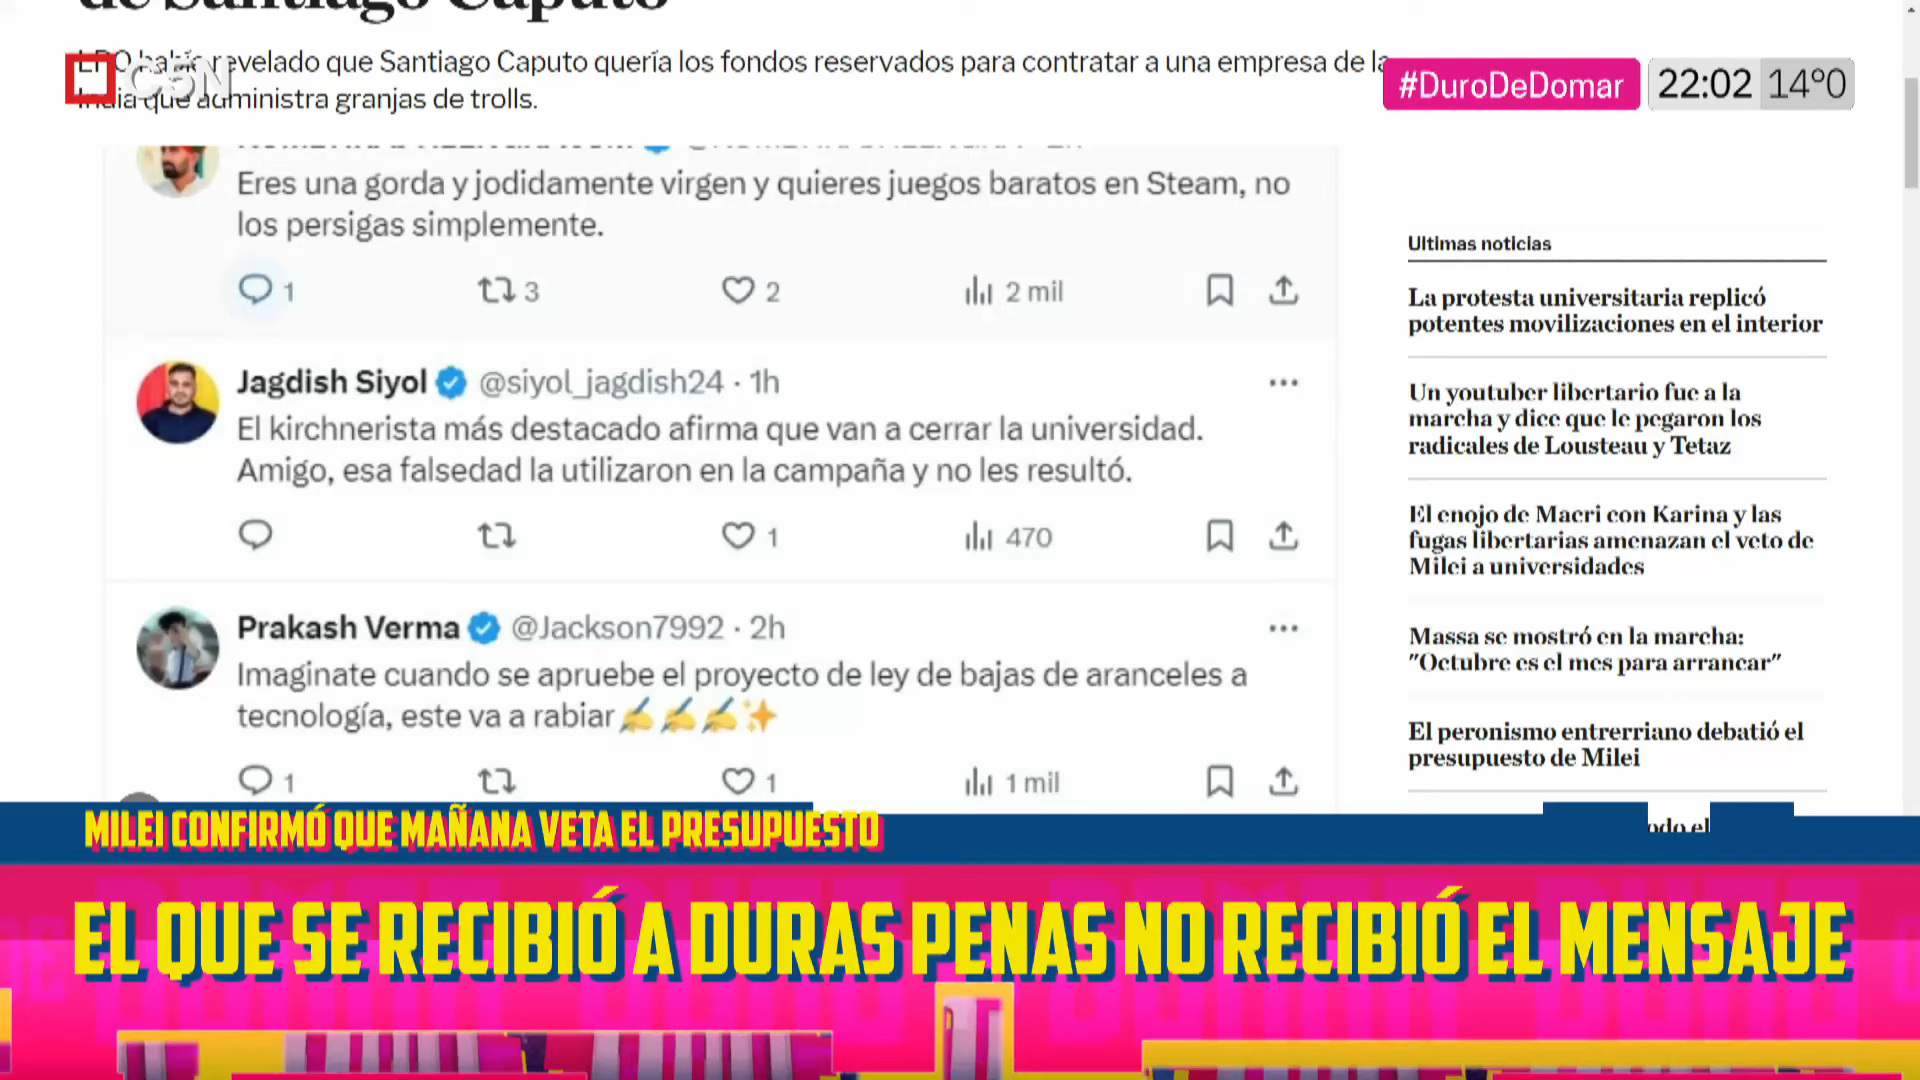 de Santiago Caputo
LPO había revelado que Santiago Caputo quería los fondos reservados para contratar a una empresa de la
India que administra granjas de trolls.
C5N
#DuroDeDomar
22:02 14º0
Eres una gorda y jodidamente virgen y quieres juegos baratos en Steam, no
los persigas simplemente.
1 3 2 2 mil
Jagdish Siyol @siyol_jagdish24 · 1h
El kirchnerista más destacado afirma que van a cerrar la universidad.
Amigo, esa falsedad la utilizaron en la campaña y no les resultó.
1 470
Prakash Verma @Jackson7992 · 2h
Imaginate cuando se apruebe el proyecto de ley de bajas de aranceles a
tecnología, este va a rabiar ✍️✍️✍️✨
1 1 1 mil
Ultimas noticias
La protesta universitaria replicó
potentes movilizaciones en el interior
Un youtuber libertario fue a la
marcha y dice que le pegaron los
radicales de Lousteau y Tetaz
El enojo de Macri con Karina y las
fugas libertarias amenazan el veto de
Milei a universidades
Massa se mostró en la marcha:
"Octubre es el mes para arrancar"
El peronismo entrerriano debatió el
presupuesto de Milei
MILEI CONFIRMÓ QUE MAÑANA VETA EL PRESUPUESTO
EL QUE SE RECIBIÓ A DURAS PENAS NO RECIBIÓ EL MENSAJE